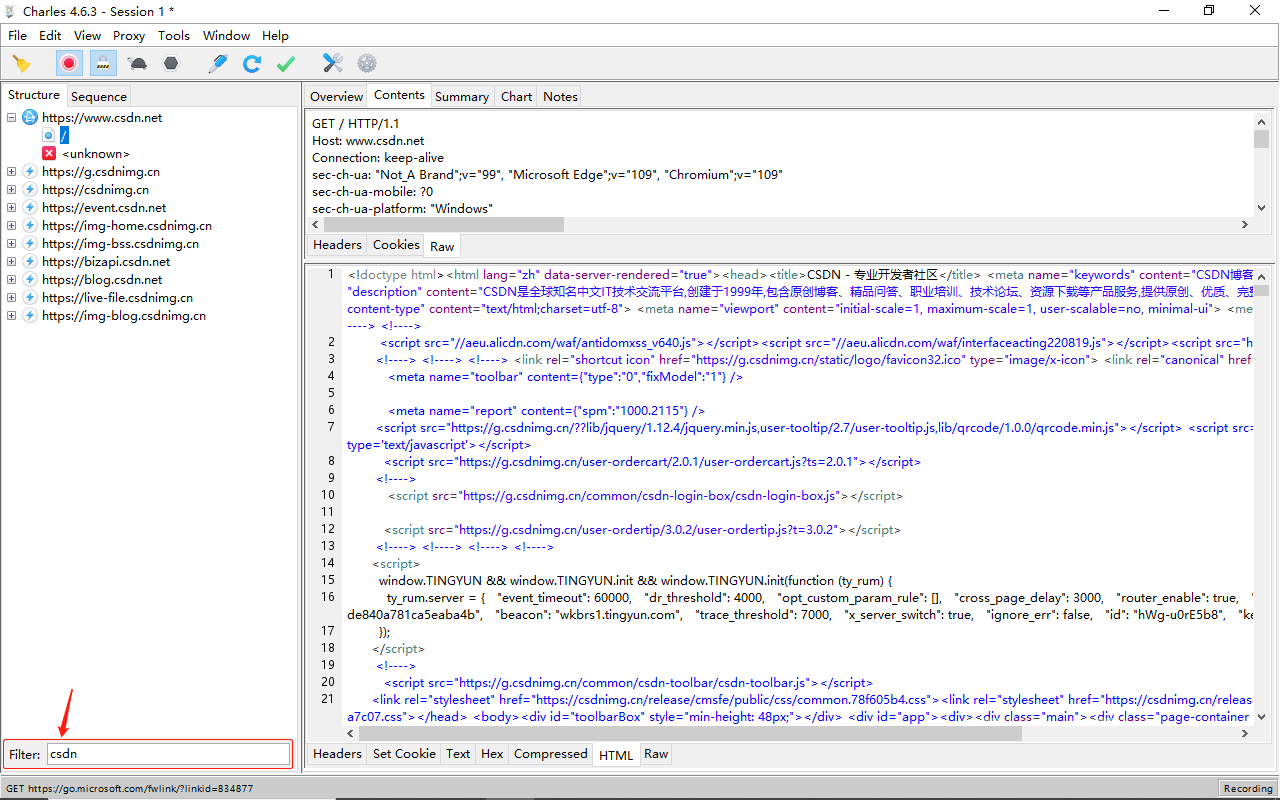 Charles 4.6.3 - Session 1 *
File Edit View Proxy Tools Window Help
Structure Sequence
https://www.csdn.net
/
<unknown>
https://g.csdnimg.cn
https://csdnimg.cn
https://event.csdn.net
https://img-home.csdnimg.cn
https://img-bss.csdnimg.cn
https://bizapi.csdn.net
https://blog.csdn.net
https://live-file.csdnimg.cn
https://img-blog.csdnimg.cn
Filter: csdn
Overview Contents Summary Chart Notes
GET / HTTP/1.1
Host: www.csdn.net
Connection: keep-alive
sec-ch-ua: "Not_A Brand";v="99", "Microsoft Edge";v="109", "Chromium";v="109"
sec-ch-ua-mobile: ?0
sec-ch-ua-platform: "Windows"
Headers Cookies Raw
1 <!doctype html><html lang="zh" data-server-rendered="true"><head><title>CSDN - 专业开发者社区</title> <meta name="keywords" content="CSDN博客
"description" content="CSDN是全球知名中文IT技术交流平台,创建于1999年,包含原创博客、精品问答、职业培训、技术论坛、资源下载等产品服务,提供原创、优质、完整
content-type" content="text/html;charset=utf-8"> <meta name="viewport" content="initial-scale=1, maximum-scale=1, user-scalable=no, minimal-ui"> <me
----> <!---->
2 <script src="//aeu.alicdn.com/waf/antidomxss_v640.js"></script><script src="//aeu.alicdn.com/waf/interfaceacting220819.js"></script><script src="h
3 <!----> <!----> <!----> <link rel="shortcut icon" href="https://g.csdnimg.cn/static/logo/favicon32.ico" type="image/x-icon"> <link rel="canonical" href
4 <meta name="toolbar" content={"type":"0","fixModel":"1"} />
5
6 <meta name="report" content={"spm":"1000.2115"} />
7 <script src="https://g.csdnimg.cn/??lib/jquery/1.12.4/jquery.min.js,user-tooltip/2.7/user-tooltip.js,lib/qrcode/1.0.0/qrcode.min.js"></script> <script src=
type='text/javascript'></script>
8 <script src="https://g.csdnimg.cn/user-ordercart/2.0.1/user-ordercart.js?ts=2.0.1"></script>
9 <!---->
10 <script src="https://g.csdnimg.cn/common/csdn-login-box/csdn-login-box.js"></script>
11
12 <script src="https://g.csdnimg.cn/user-ordertip/3.0.2/user-ordertip.js?t=3.0.2"></script>
13 <!----> <!----> <!----> <!---->
14 <script>
15 window.TINGYUN && window.TINGYUN.init && window.TINGYUN.init(function (ty_rum) {
16 ty_rum.server = { "event_timeout": 60000, "dr_threshold": 4000, "opt_custom_param_rule": [], "cross_page_delay": 3000, "router_enable": true, "
de840a781ca5eaba4b", "beacon": "wkbrs1.tingyun.com", "trace_threshold": 7000, "x_server_switch": true, "ignore_err": false, "id": "hWg-u0rE5b8", "ke
17 });
18 </script>
19 <!---->
20 <script src="https://g.csdnimg.cn/common/csdn-toolbar/csdn-toolbar.js"></script>
21 <link rel="stylesheet" href="https://csdnimg.cn/release/cmsfe/public/css/common.78f605b4.css"><link rel="stylesheet" href="https://csdnimg.cn/releas
a7c07.css"></head> <body><div id="toolbarBox" style="min-height: 48px;"></div> <div id="app"><div><div class="main"><div class="page-container
Headers Set Cookie Text Hex Compressed HTML Raw
GET https://go.microsoft.com/fwlink/?linkid=834877
Recording